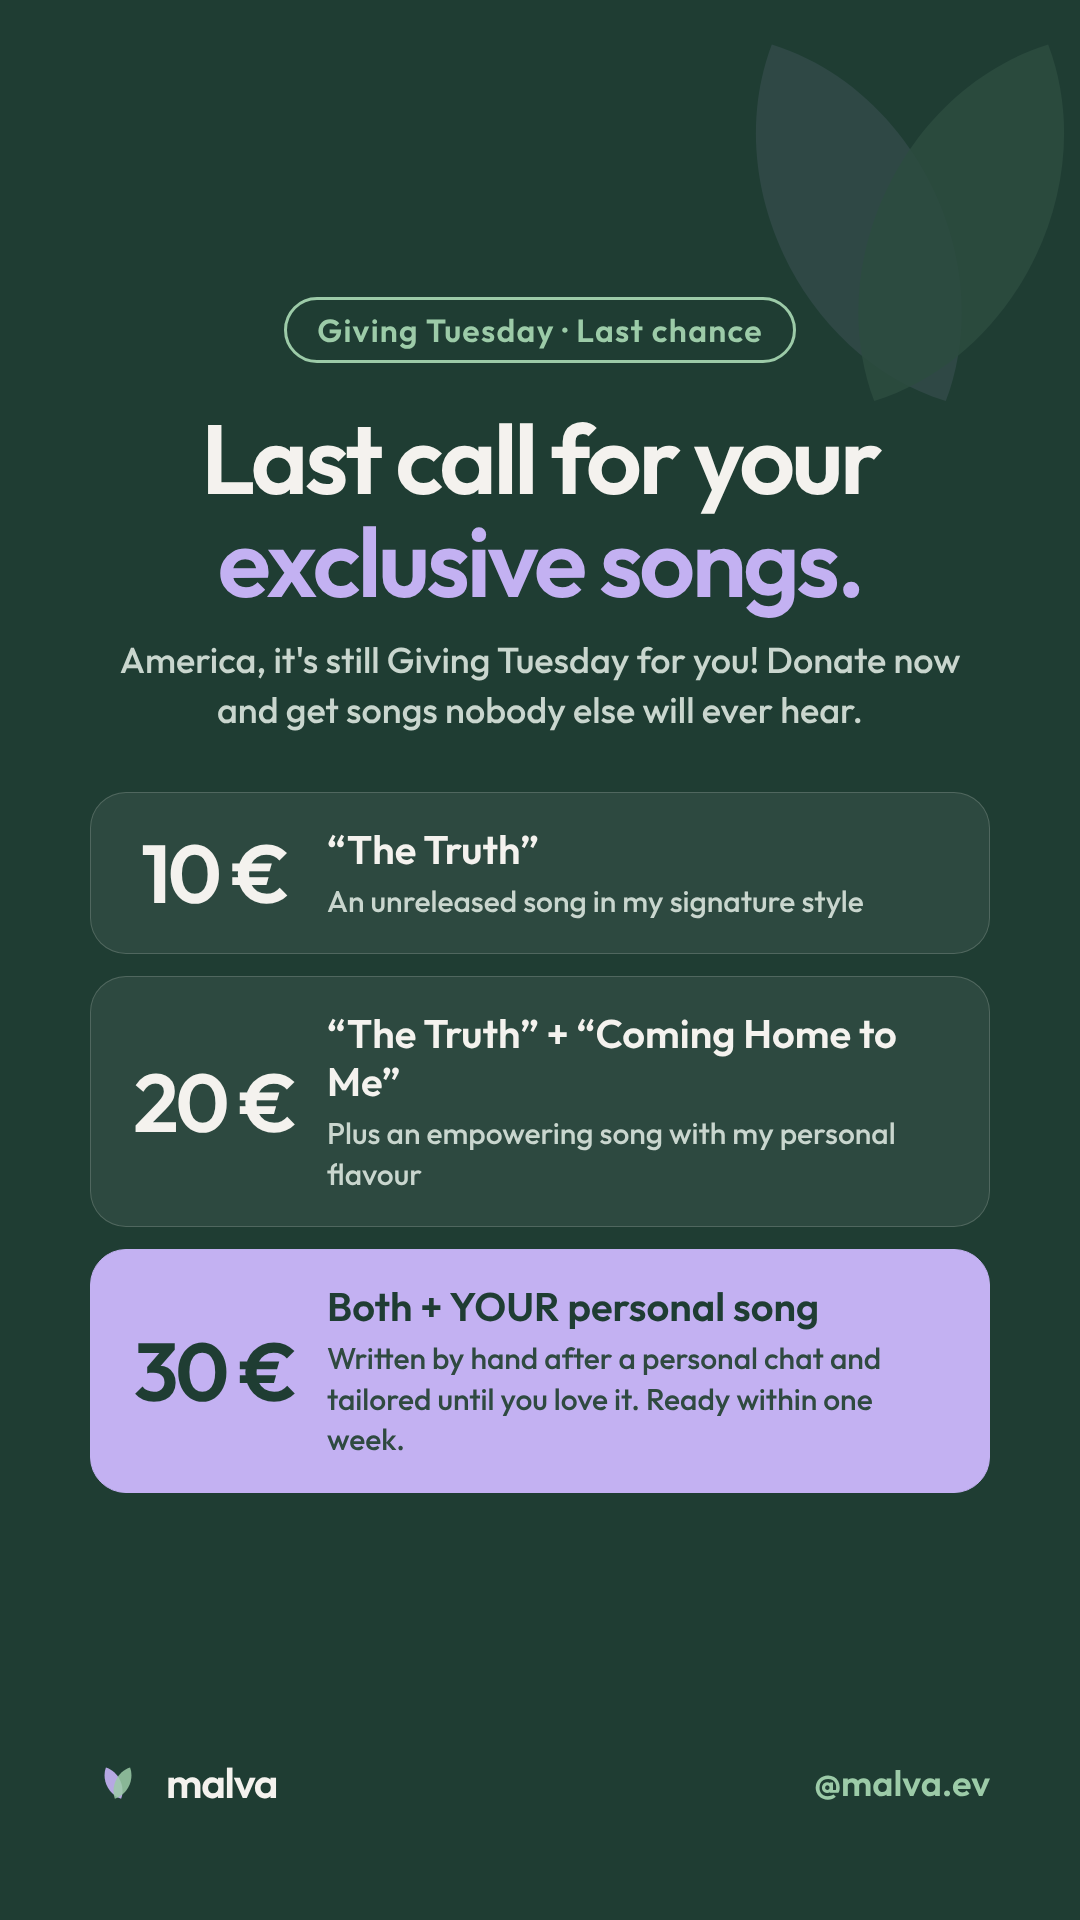 Giving Tuesday · Last chance
Last call for your
exclusive songs.
America, it's still Giving Tuesday for you! Donate now
and get songs nobody else will ever hear.
10 €
“The Truth”
An unreleased song in my signature style
20 €
“The Truth” + “Coming Home to
Me”
Plus an empowering song with my personal
flavour
30 €
Both + YOUR personal song
Written by hand after a personal chat and
tailored until you love it. Ready within one
week.
malva
@malva.ev